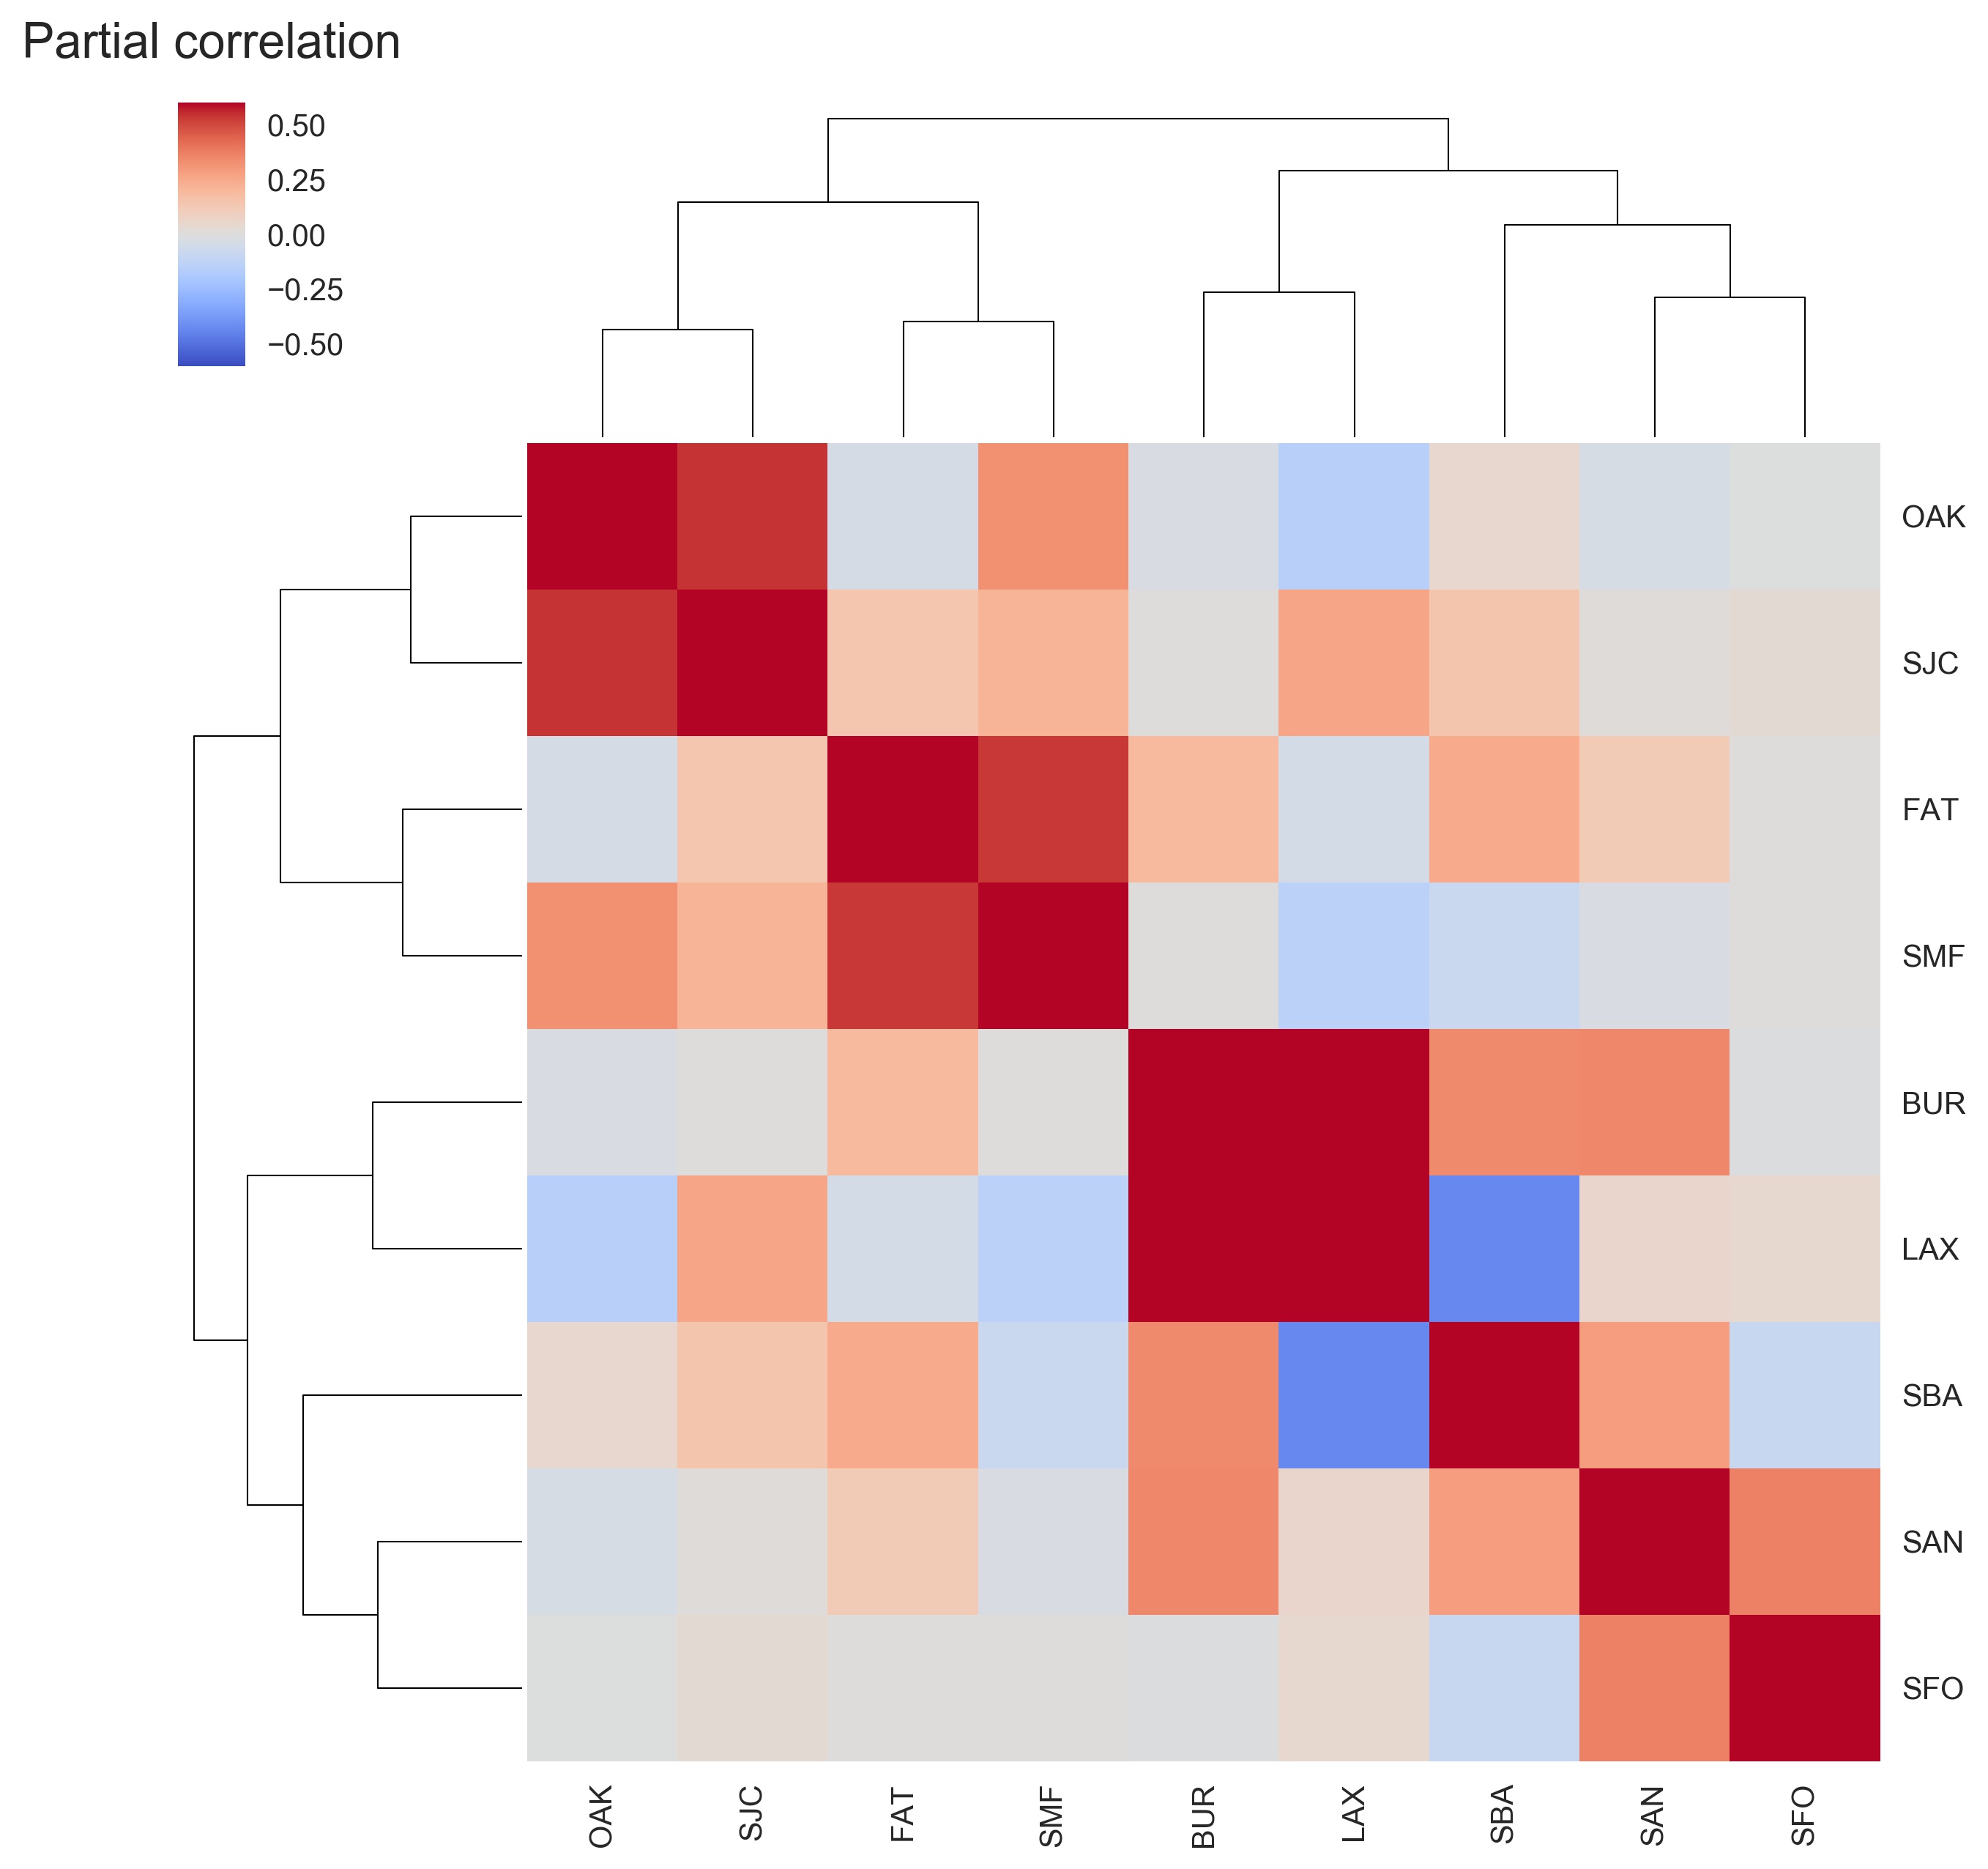 Partial correlation
0.50
0.25
0.00
−0.25
−0.50
OAK
SJC
FAT
SMF
BUR
LAX
SBA
SAN
SFO
OAK
SJC
FAT
SMF
BUR
LAX
SBA
SAN
SFO